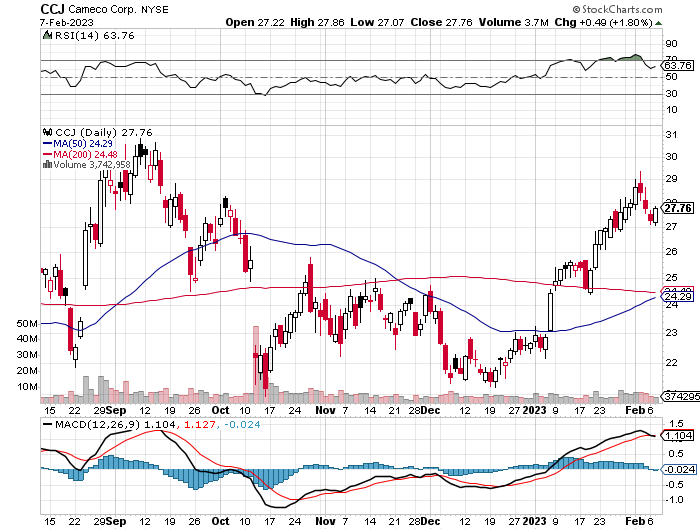 CCJ Cameco Corp. NYSE
© StockCharts.com
7-Feb-2023
Open 27.22 High 27.86 Low 27.07 Close 27.76 Volume 3.7M Chg +0.49 (+1.80%)
RSI(14) 63.76
90
70
63.76
50
30
10
CCJ (Daily) 27.76
MA(50) 24.29
MA(200) 24.48
Volume 3,742,958
31
30
29
28
27.76
27
26
25
24.48
24.29
24
23
22
21
50M
40M
30M
20M
10M
374295
15 22 29 Sep 12 19 26 Oct 10 17 24 Nov 7 14 21 Dec 12 19 27 2023 9 17 23 Feb 6
MACD(12,26,9) 1.104, 1.127, -0.024
1.5
1.104
0.5
-0.024
-0.5
-1.0
15 22 29 Sep 12 19 26 Oct 10 17 24 Nov 7 14 21 Dec 12 19 27 2023 9 17 23 Feb 6